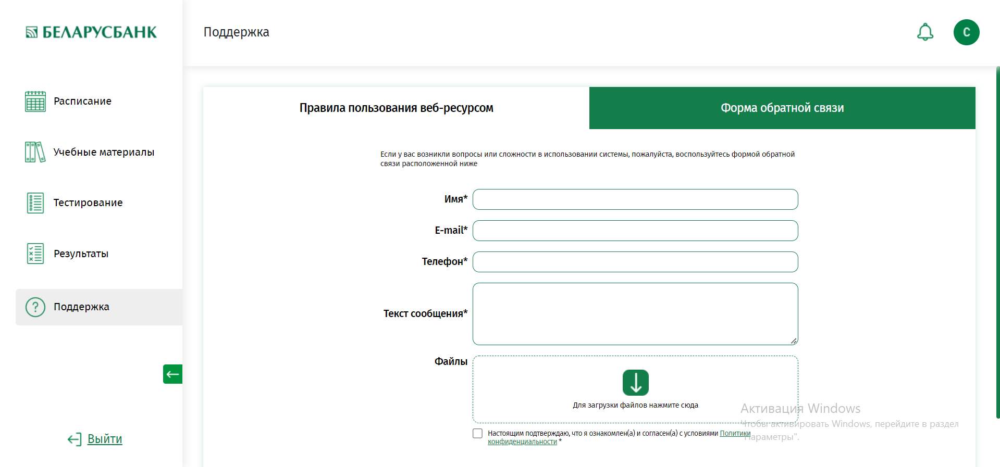 БЕЛАРУСБАНК
Поддержка
С
Расписание
Учебные материалы
Тестирование
Результаты
Поддержка
Выйти
Правила пользования веб-ресурсом
Форма обратной связи
Если у вас возникли вопросы или сложности в использовании системы, пожалуйста, воспользуйтесь формой обратной
связи расположенной ниже
Имя*
E-mail*
Телефон*
Текст сообщения*
Файлы
Для загрузки файлов нажмите сюда
Настоящим подтверждаю, что я ознакомлен(а) и согласен(а) с условиями Политики
конфиденциальности *
Активация Windows
Чтобы активировать Windows, перейдите в раздел
"Параметры".